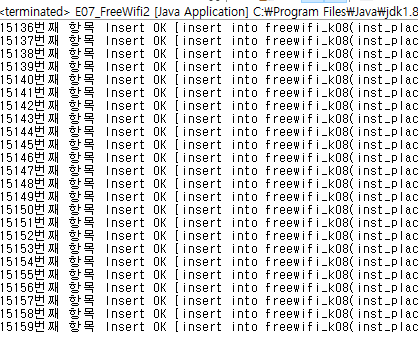 <terminated> E07_FreeWifi2 [Java Application] C:\Program Files\Java\jdk1.8
15136번째 항목 Insert OK [insert into freewifi_k08(inst_plac
15137번째 항목 Insert OK [insert into freewifi_k08(inst_plac
15138번째 항목 Insert OK [insert into freewifi_k08(inst_plac
15139번째 항목 Insert OK [insert into freewifi_k08(inst_plac
15140번째 항목 Insert OK [insert into freewifi_k08(inst_plac
15141번째 항목 Insert OK [insert into freewifi_k08(inst_plac
15142번째 항목 Insert OK [insert into freewifi_k08(inst_plac
15143번째 항목 Insert OK [insert into freewifi_k08(inst_plac
15144번째 항목 Insert OK [insert into freewifi_k08(inst_plac
15145번째 항목 Insert OK [insert into freewifi_k08(inst_plac
15146번째 항목 Insert OK [insert into freewifi_k08(inst_plac
15147번째 항목 Insert OK [insert into freewifi_k08(inst_plac
15148번째 항목 Insert OK [insert into freewifi_k08(inst_plac
15149번째 항목 Insert OK [insert into freewifi_k08(inst_plac
15150번째 항목 Insert OK [insert into freewifi_k08(inst_plac
15151번째 항목 Insert OK [insert into freewifi_k08(inst_plac
15152번째 항목 Insert OK [insert into freewifi_k08(inst_plac
15153번째 항목 Insert OK [insert into freewifi_k08(inst_plac
15154번째 항목 Insert OK [insert into freewifi_k08(inst_plac
15155번째 항목 Insert OK [insert into freewifi_k08(inst_plac
15156번째 항목 Insert OK [insert into freewifi_k08(inst_plac
15157번째 항목 Insert OK [insert into freewifi_k08(inst_plac
15158번째 항목 Insert OK [insert into freewifi_k08(inst_plac
15159번째 항목 Insert OK [insert into freewifi_k08(inst_plac